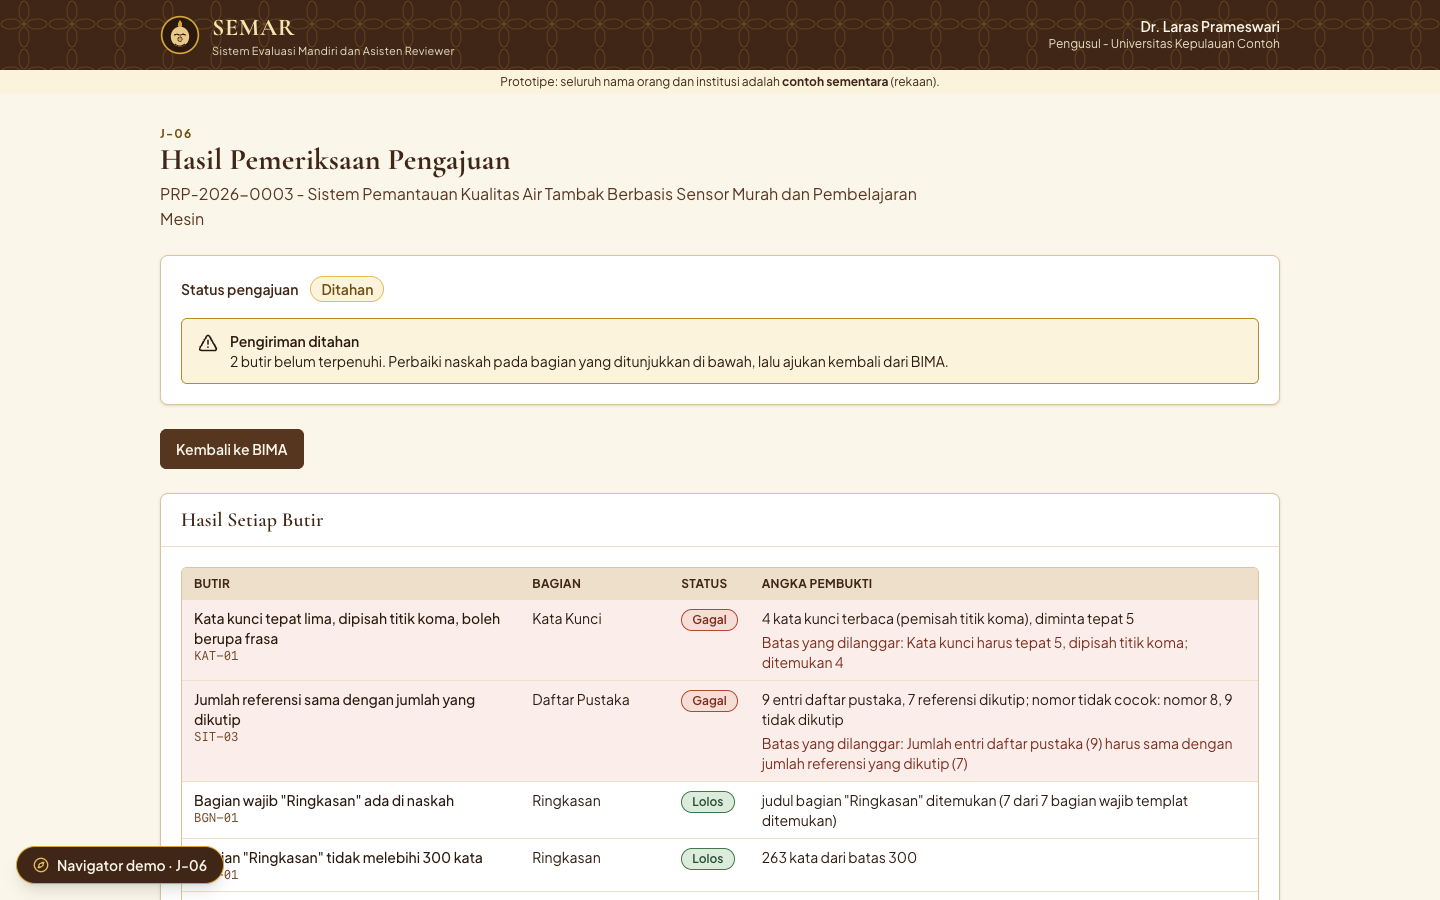 SEMAR
Sistem Evaluasi Mandiri dan Asisten Reviewer
Dr. Laras Prameswari
Pengusul - Universitas Kepulauan Contoh
Prototipe: seluruh nama orang dan institusi adalah contoh sementara (rekaan).
J-06
Hasil Pemeriksaan Pengajuan
PRP-2026-0003 - Sistem Pemantauan Kualitas Air Tambak Berbasis Sensor Murah dan Pembelajaran
Mesin
Status pengajuan Ditahan
Pengiriman ditahan
2 butir belum terpenuhi. Perbaiki naskah pada bagian yang ditunjukkan di bawah, lalu ajukan kembali dari BIMA.
Kembali ke BIMA
Hasil Setiap Butir
BUTIR BAGIAN STATUS ANGKA PEMBUKTI
Kata kunci tepat lima, dipisah titik koma, boleh
berupa frasa
KAT-01
Kata Kunci
Gagal
4 kata kunci terbaca (pemisah titik koma), diminta tepat 5
Batas yang dilanggar: Kata kunci harus tepat 5, dipisah titik koma;
ditemukan 4
Jumlah referensi sama dengan jumlah yang
dikutip
SIT-03
Daftar Pustaka
Gagal
9 entri daftar pustaka, 7 referensi dikutip; nomor tidak cocok: nomor 8, 9
tidak dikutip
Batas yang dilanggar: Jumlah entri daftar pustaka (9) harus sama dengan
jumlah referensi yang dikutip (7)
Bagian wajib "Ringkasan" ada di naskah
BGN-01
Ringkasan
Lolos
judul bagian "Ringkasan" ditemukan (7 dari 7 bagian wajib templat
ditemukan)
"Ringkasan" tidak melebihi 300 kata
-01
Ringkasan
Lolos
263 kata dari batas 300
Navigator demo · J-06